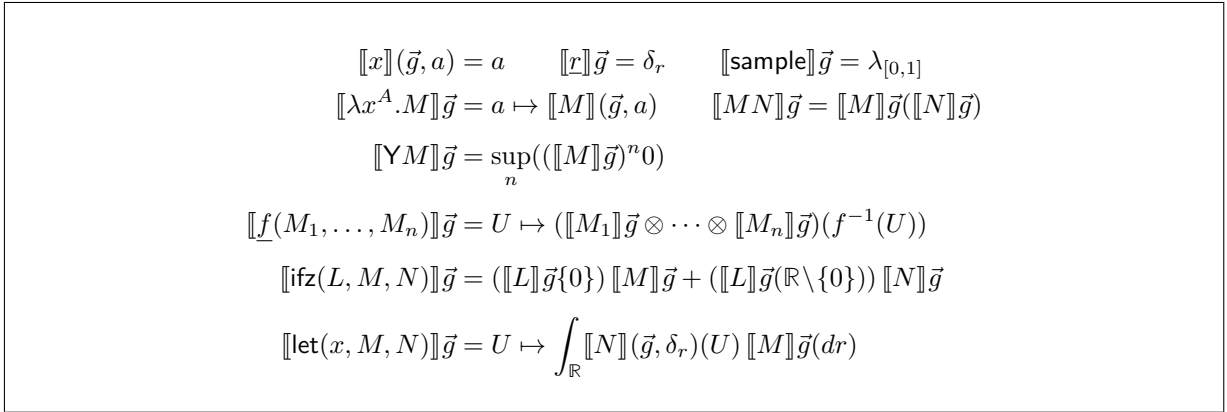 ⟦x⟧(g⃗, a) = a ⟦r̲⟧g⃗ = δ_r ⟦sample⟧g⃗ = λ_{[0,1]}
⟦λx^A.M⟧g⃗ = a ↦ ⟦M⟧(g⃗, a) ⟦MN⟧g⃗ = ⟦M⟧g⃗(⟦N⟧g⃗)
⟦YM⟧g⃗ = sup_n((⟦M⟧g⃗)^n 0)
⟦f̲(M_1, . . . , M_n)⟧g⃗ = U ↦ (⟦M_1⟧g⃗ ⊗ · · · ⊗ ⟦M_n⟧g⃗)(f^{-1}(U))
⟦ifz(L, M, N)⟧g⃗ = (⟦L⟧g⃗{0}) ⟦M⟧g⃗ + (⟦L⟧g⃗(ℝ\{0})) ⟦N⟧g⃗
⟦let(x, M, N)⟧g⃗ = U ↦ ∫_ℝ ⟦N⟧(g⃗, δ_r)(U) ⟦M⟧g⃗(dr)